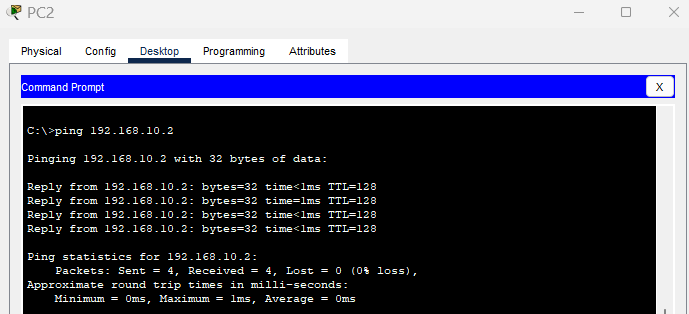 PC2
Physical Config Desktop Programming Attributes
Command Prompt X
C:\>ping 192.168.10.2
Pinging 192.168.10.2 with 32 bytes of data:
Reply from 192.168.10.2: bytes=32 time<1ms TTL=128
Reply from 192.168.10.2: bytes=32 time=1ms TTL=128
Reply from 192.168.10.2: bytes=32 time<1ms TTL=128
Reply from 192.168.10.2: bytes=32 time<1ms TTL=128
Ping statistics for 192.168.10.2:
Packets: Sent = 4, Received = 4, Lost = 0 (0% loss),
Approximate round trip times in milli-seconds:
Minimum = 0ms, Maximum = 1ms, Average = 0ms